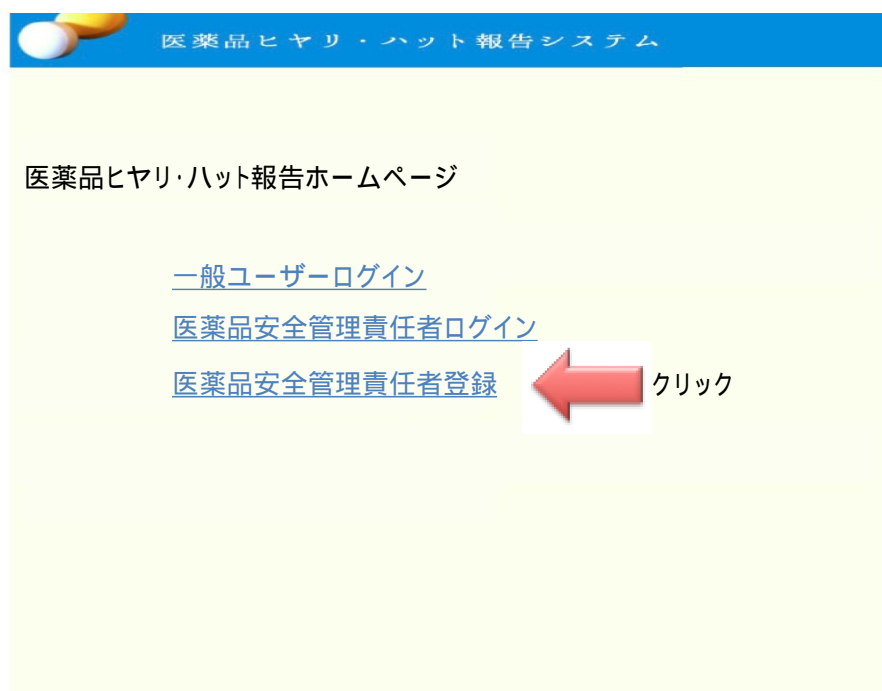 医薬品ヒヤリ・ハット報告システム
医薬品ヒヤリ・ハット報告ホームページ
一般ユーザーログイン
医薬品安全管理責任者ログイン
医薬品安全管理責任者登録 クリック